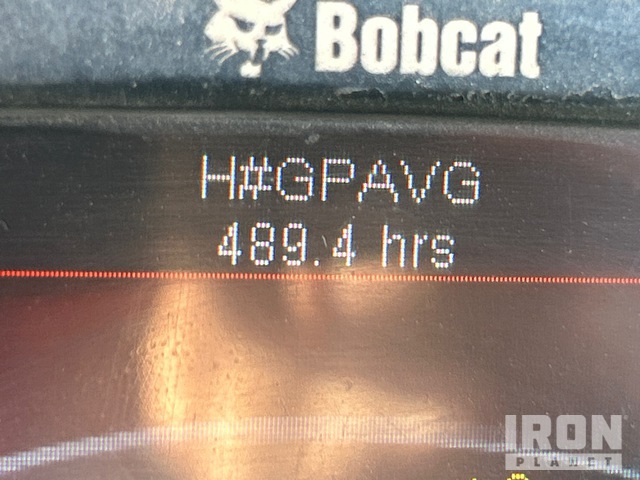 Bobcat
H#GPAVG
489.4 hrs
IRON
PLANET